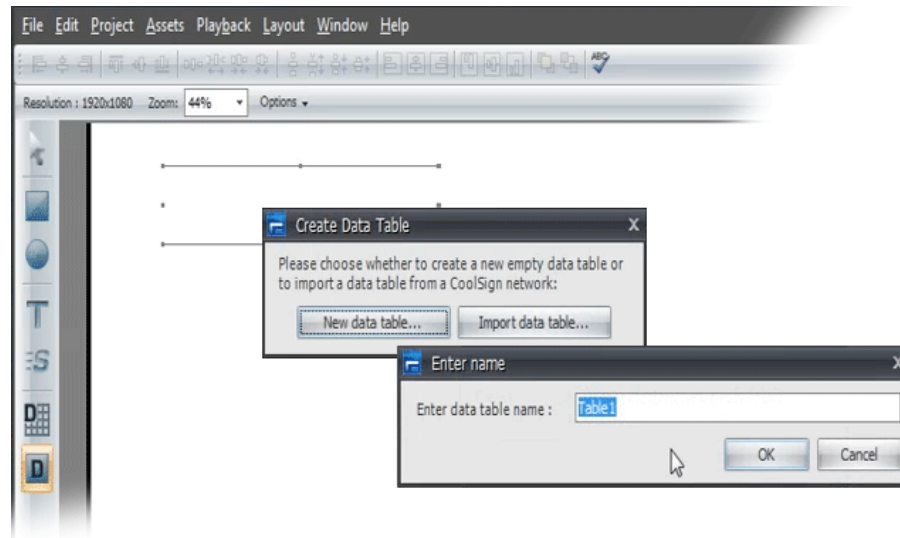 File Edit Project Assets Playback Layout Window Help
ABC
Resolution : 1920x1080 Zoom: 44% Options
Create Data Table X
Please choose whether to create a new empty data table or
to import a data table from a CoolSign network:
New data table... Import data table...
T
S
D
D
Enter name X
Enter data table name : Table1
OK Cancel